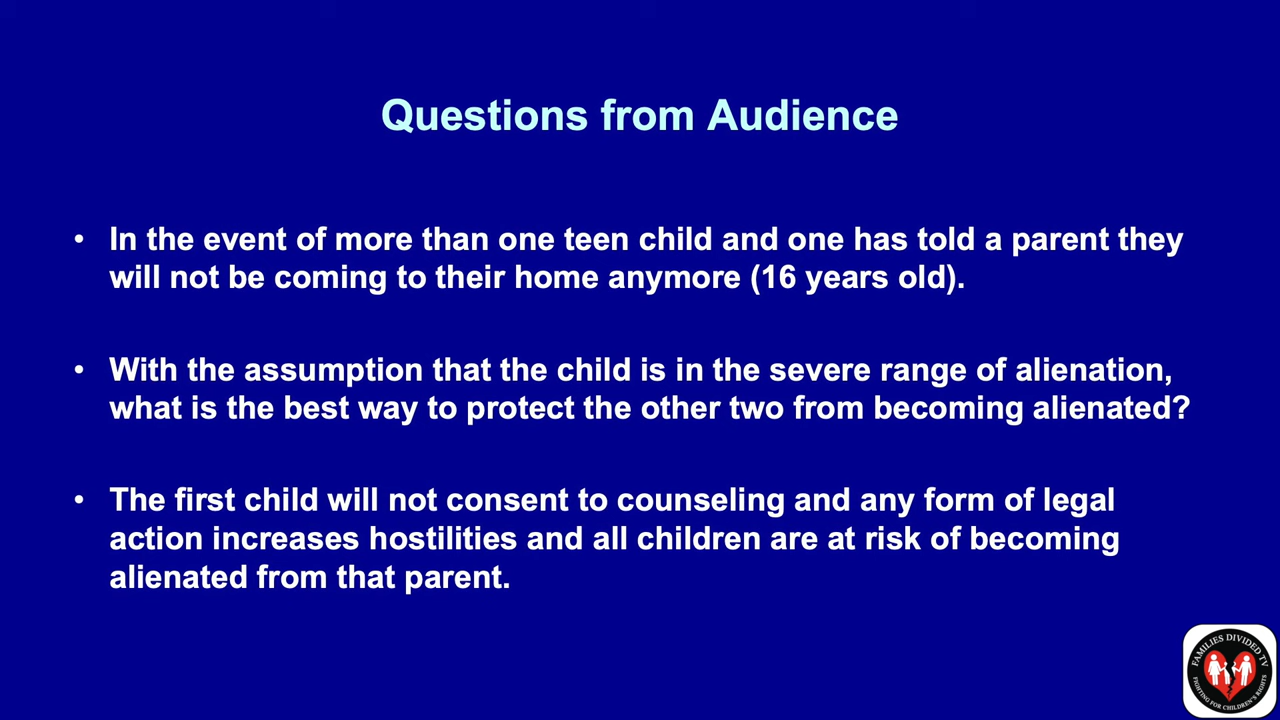 Questions from Audience
• In the event of more than one teen child and one has told a parent they
will not be coming to their home anymore (16 years old).
• With the assumption that the child is in the severe range of alienation,
what is the best way to protect the other two from becoming alienated?
• The first child will not consent to counseling and any form of legal
action increases hostilities and all children are at risk of becoming
alienated from that parent.
FAMILIES DIVIDED TV
FIGHTING FOR CHILDREN'S RIGHTS